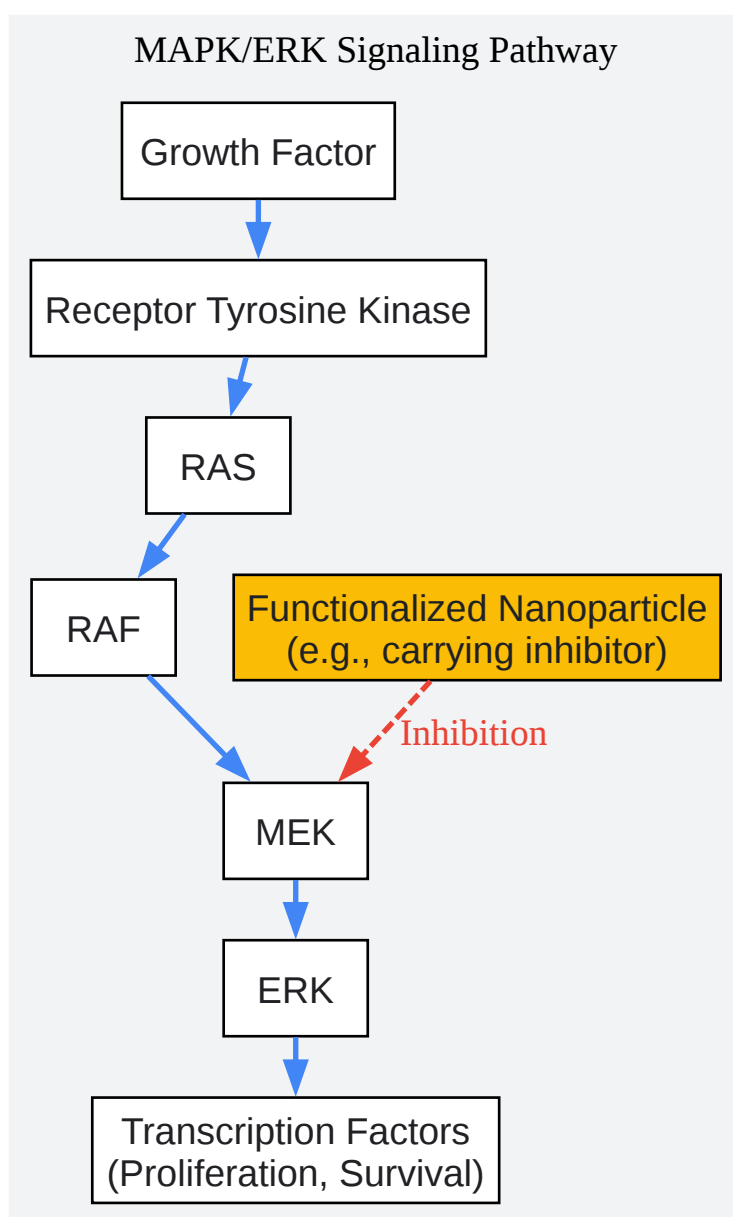 MAPK/ERK Signaling Pathway
Growth Factor
Receptor Tyrosine Kinase
RAS
RAF
Functionalized Nanoparticle
(e.g., carrying inhibitor)
Inhibition
MEK
ERK
Transcription Factors
(Proliferation, Survival)